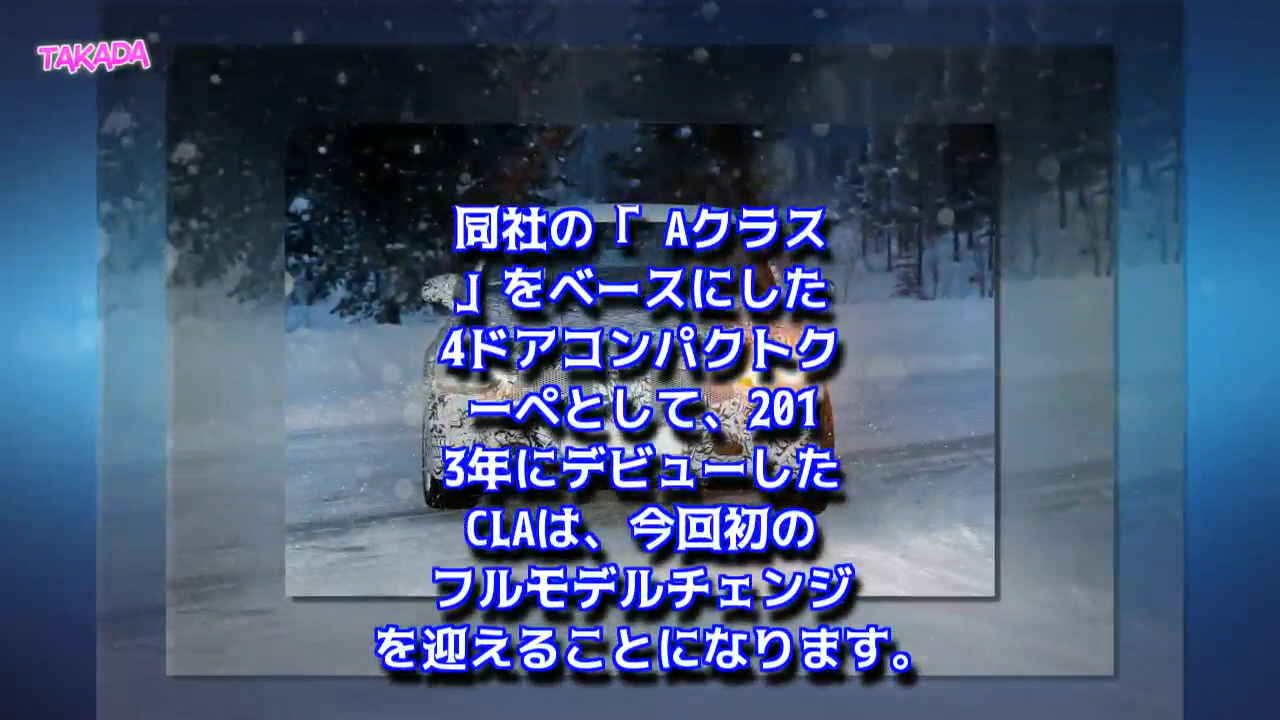 TAKADA
同社の「 Aクラス
」をベースにした
4ドアコンパクトク
ーペとして、201
3年にデビューした
CLAは、今回初の
フルモデルチェンジ
を迎えることになります。